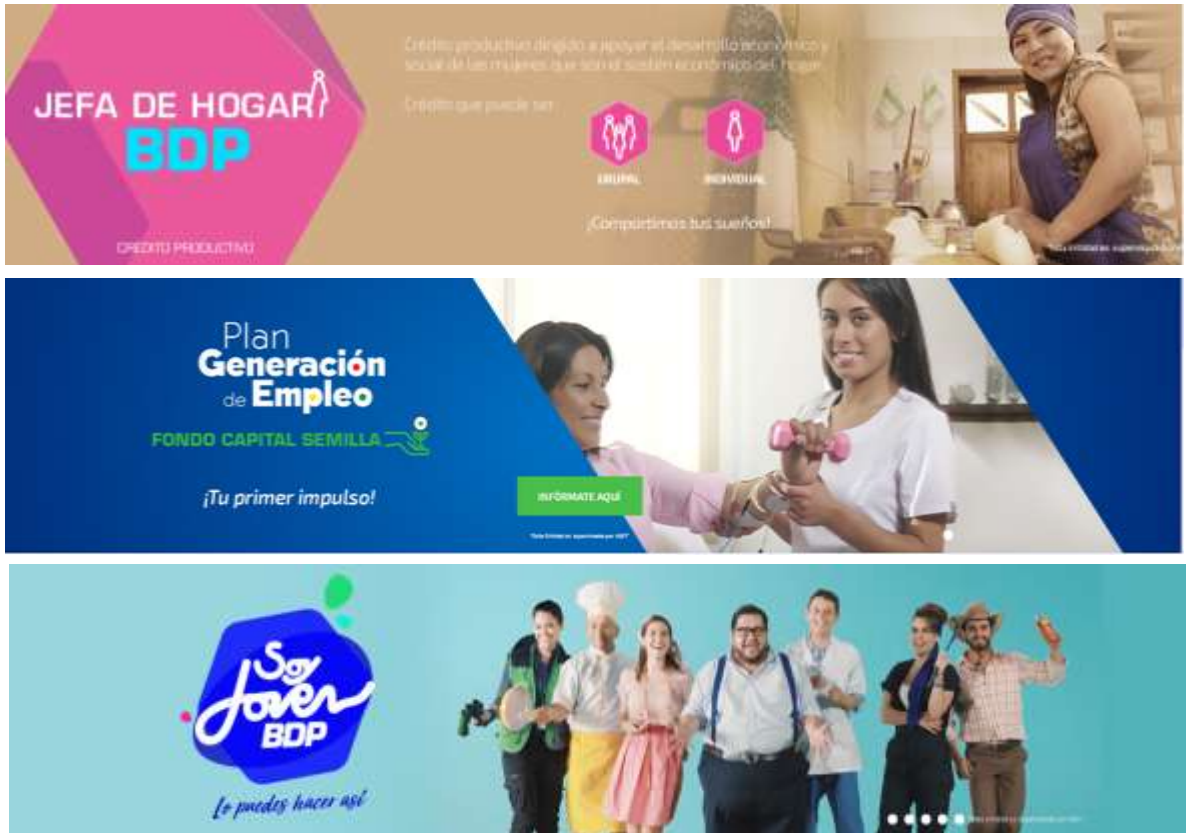 JEFA DE HOGAR
BDP
CRÉDITO PRODUCTIVO
Crédito productivo dirigido a apoyar el desarrollo económico y
social de las mujeres que son el sostén económico del hogar.
Crédito que puede ser
GRUPAL
INDIVIDUAL
¡Compartimos tus sueños!
Plan
Generación
de Empleo
FONDO CAPITAL SEMILLA
¡Tu primer impulso!
INFÓRMATE AQUÍ
Soy
Joven
BDP
Lo puedes hacer así